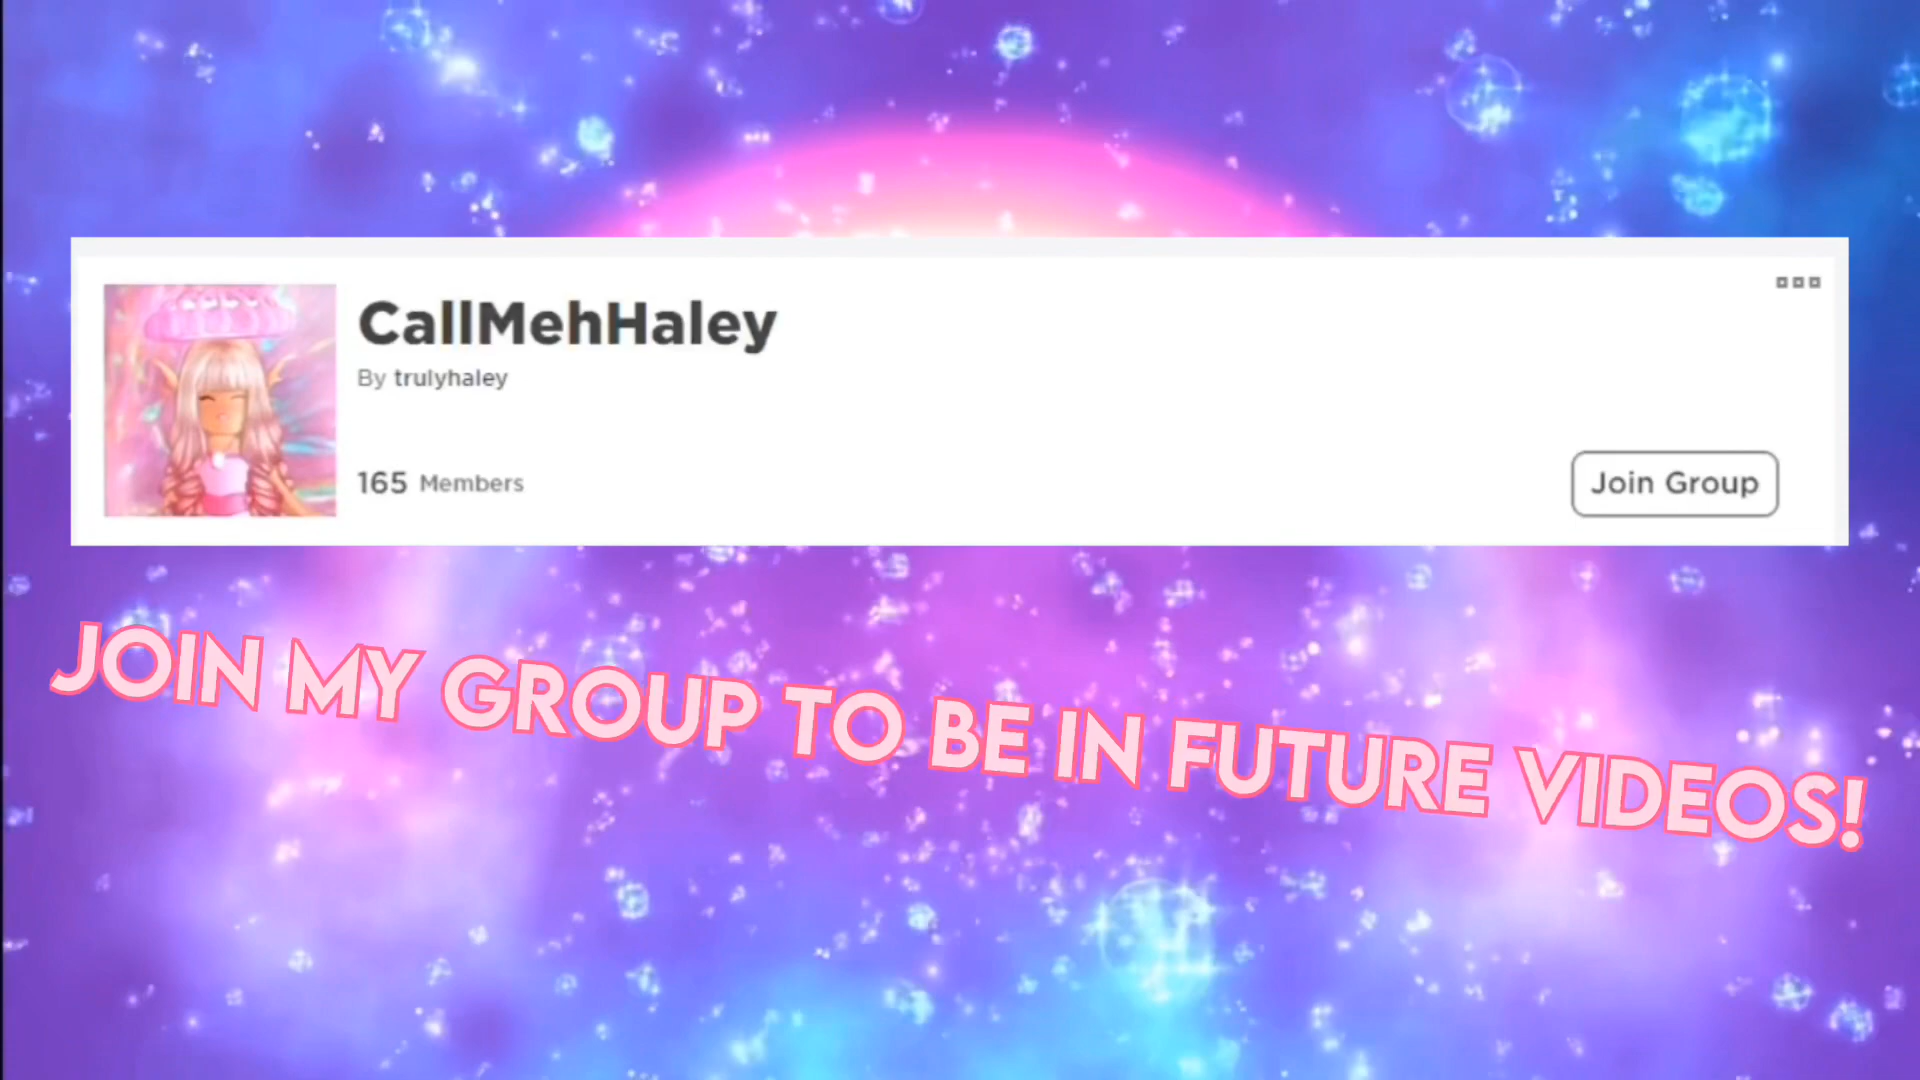 CallMehHaley
By trulyhaley
165 Members
Join Group
JOIN MY GROUP TO BE IN FUTURE VIDEOS!